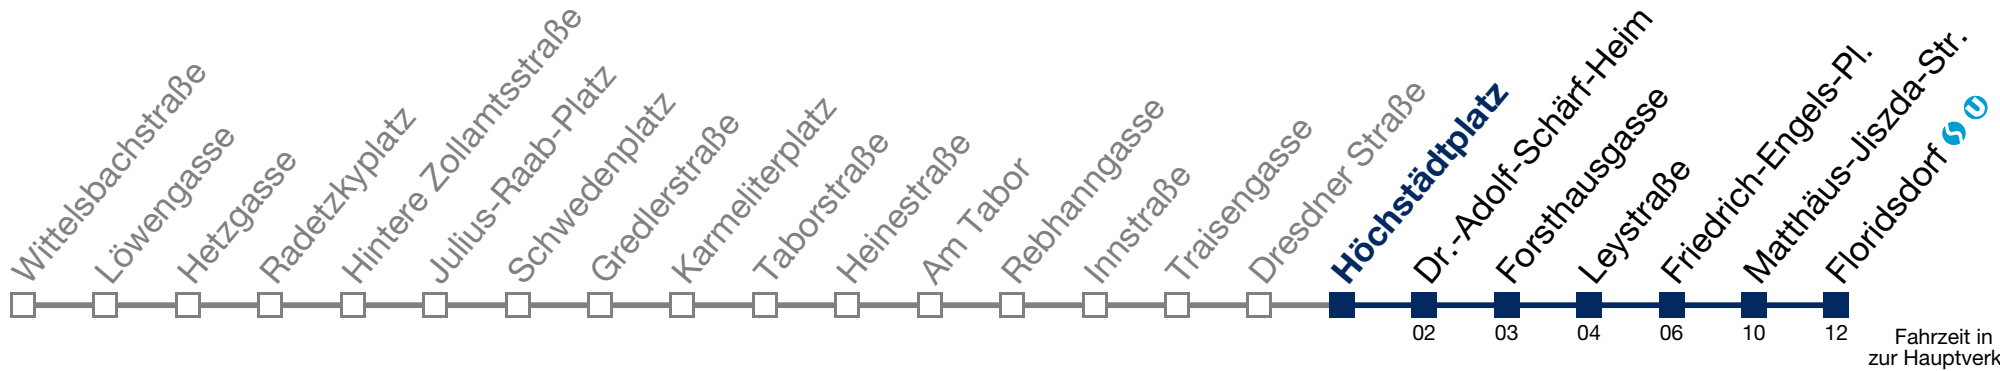 Wittelsbachstraße
Löwengasse
Hetzgasse
Radetzkyplatz
Hintere Zollamtsstraße
Julius-Raab-Platz
Schwedenplatz
Gredlerstraße
Karmeliterplatz
Taborstraße
Heinestraße
Am Tabor
Rebhanngasse
Innstraße
Traisengasse
Dresdner Straße
Höchstädtplatz
Dr.-Adolf-Schärf-Heim
Forsthausgasse
Leystraße
Friedrich-Engels-Pl.
Matthäus-Jiszda-Str.
Floridsdorf S U
02 03 04 06 10 12
Fahrzeit in
zur Hauptverk